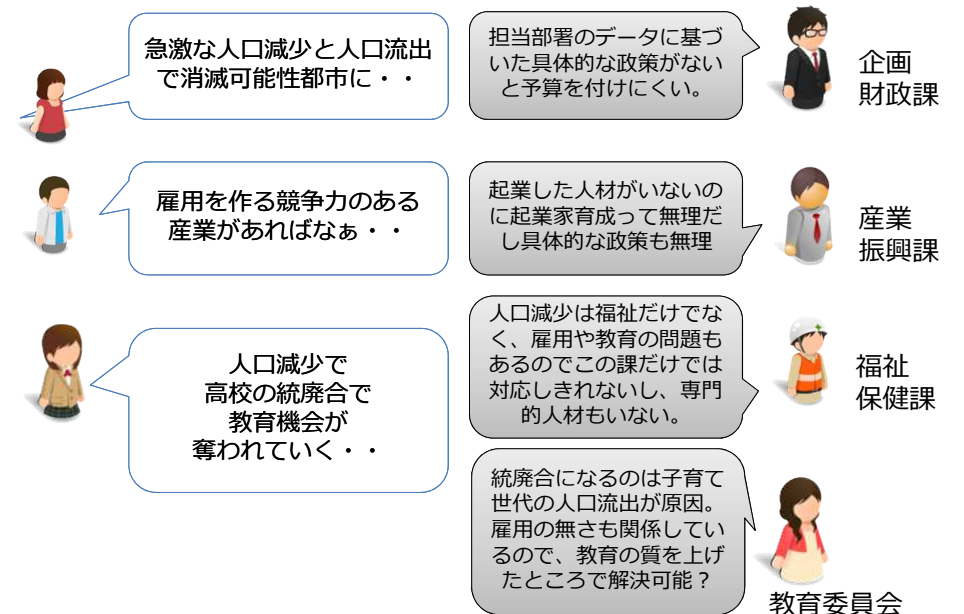 急激な人口減少と人口流出
で消滅可能性都市に・・
担当部署のデータに基づ
いた具体的な政策がない
と予算を付けにくい。
企画
財政課
雇用を作る競争力のある
産業があればなぁ・・
起業した人材がいないの
に起業家育成って無理だ
し具体的な政策も無理
産業
振興課
人口減少で
高校の統廃合で
教育機会が
奪われていく・・
人口減少は福祉だけでな
く、雇用や教育の問題も
あるのでこの課だけでは
対応しきれないし、専門
的人材もいない。
福祉
保健課
統廃合になるのは子育て
世代の人口流出が原因。
雇用の無さも関係してい
るので、教育の質を上げ
たところで解決可能？
教育委員会